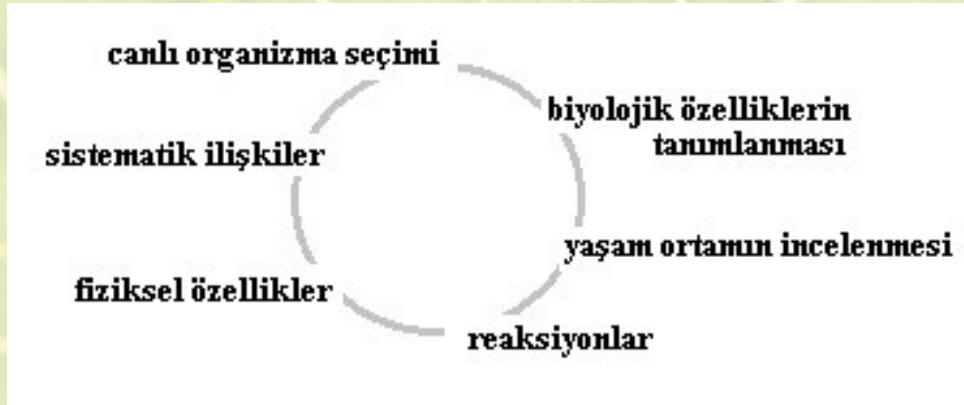 canlı organizma seçimi
biyolojik özelliklerin
tanımlanması
yaşam ortamın incelenmesi
reaksiyonlar
fiziksel özellikler
sistematik ilişkiler